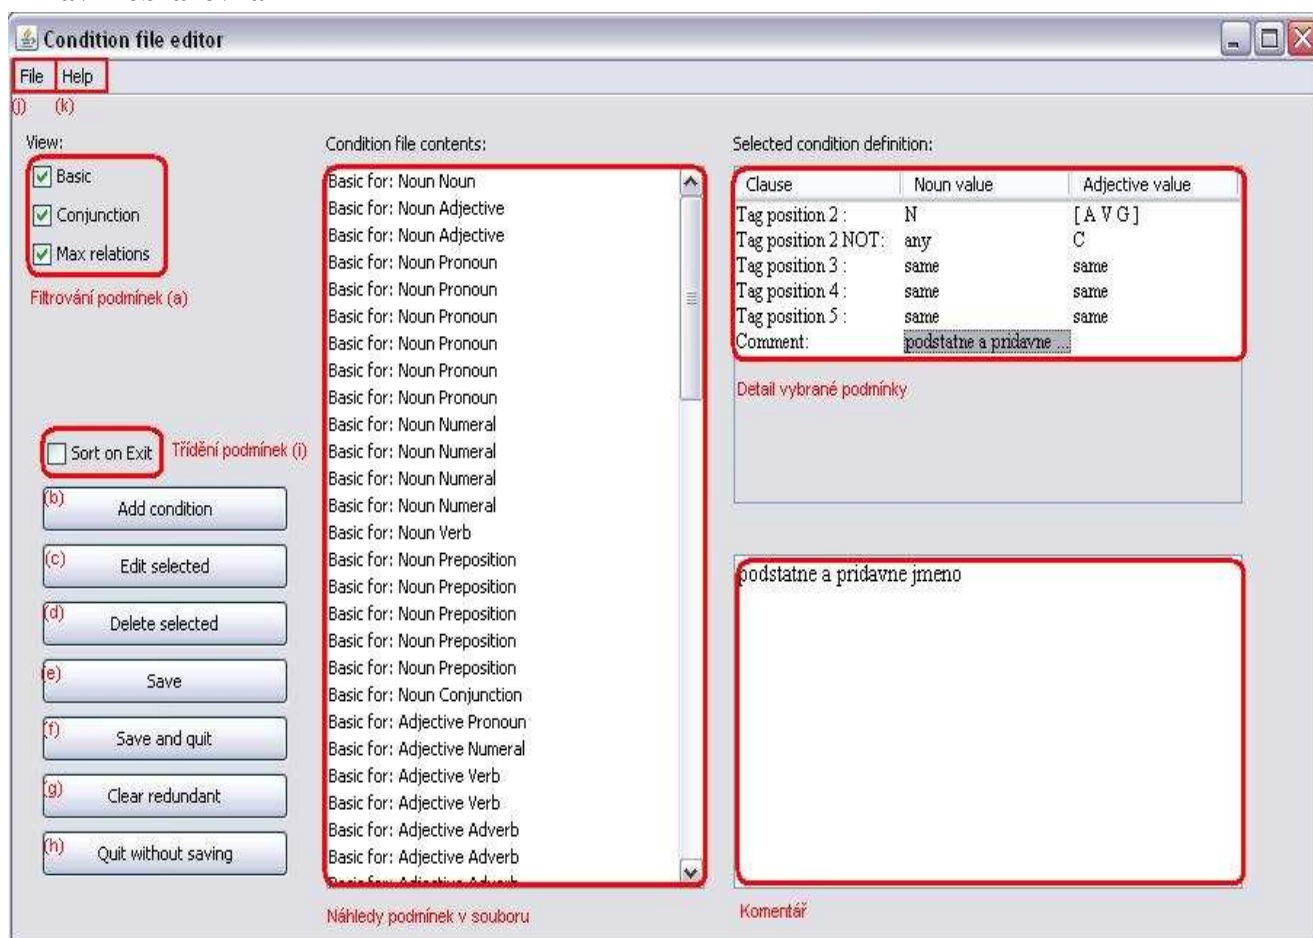 Condition file editor
File Help
(j) (k)
View:
Basic
Conjunction
Max relations
Filtrování podmínek (a)
Sort on Exit
Třídění podmínek (i)
(b) Add condition
(c) Edit selected
(d) Delete selected
(e) Save
(f) Save and quit
(g) Clear redundant
(h) Quit without saving
Condition file contents:
Basic for: Noun Noun
Basic for: Noun Adjective
Basic for: Noun Adjective
Basic for: Noun Pronoun
Basic for: Noun Pronoun
Basic for: Noun Pronoun
Basic for: Noun Pronoun
Basic for: Noun Pronoun
Basic for: Noun Pronoun
Basic for: Noun Numeral
Basic for: Noun Numeral
Basic for: Noun Numeral
Basic for: Noun Numeral
Basic for: Noun Verb
Basic for: Noun Preposition
Basic for: Noun Preposition
Basic for: Noun Preposition
Basic for: Noun Preposition
Basic for: Noun Preposition
Basic for: Noun Conjunction
Basic for: Adjective Pronoun
Basic for: Adjective Numeral
Basic for: Adjective Verb
Basic for: Adjective Verb
Basic for: Adjective Adverb
Basic for: Adjective Adverb
Náhledy podmínek v souboru
Selected condition definition:
Clause Noun value Adjective value
Tag position 2 : N [ A V G ]
Tag position 2 NOT: any C
Tag position 3 : same same
Tag position 4 : same same
Tag position 5 : same same
Comment: podstatne a pridavne ...
Detail vybrané podmínky
podstatne a pridavne jmeno
Komentář